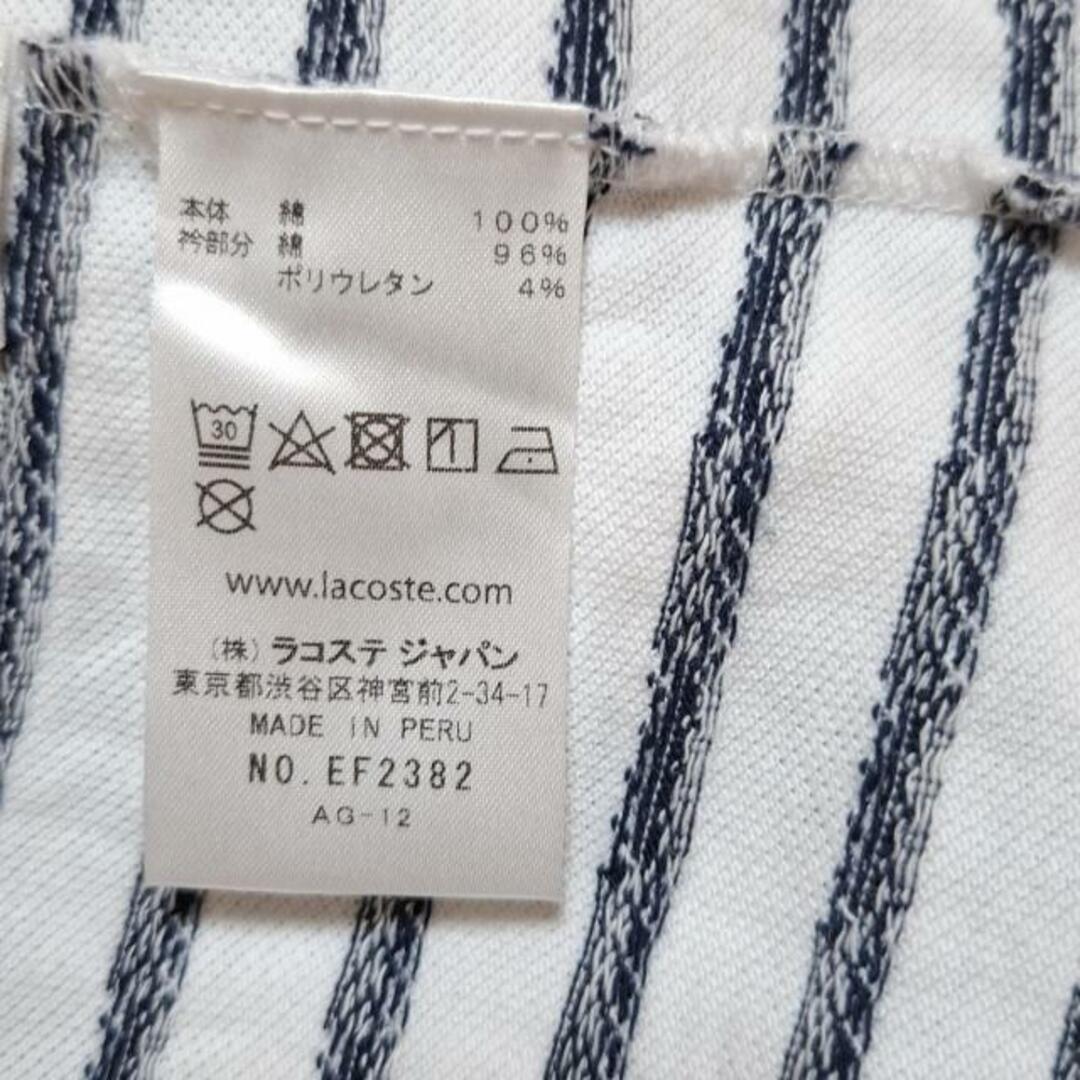 本体 綿 100%
衿部分 綿 96%
ポリウレタン 4%
30
www.lacoste.com
(株) ラコステ ジャパン
東京都渋谷区神宮前2-34-17
MADE IN PERU
NO. EF2382
AG-12